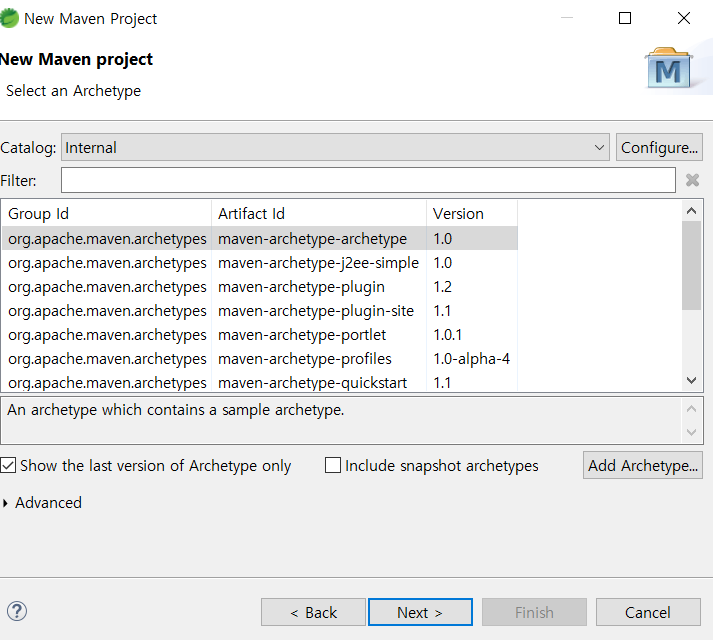 New Maven Project
New Maven project
Select an Archetype
M
Catalog: Internal Configure...
Filter:
Group Id Artifact Id Version
org.apache.maven.archetypes maven-archetype-archetype 1.0
org.apache.maven.archetypes maven-archetype-j2ee-simple 1.0
org.apache.maven.archetypes maven-archetype-plugin 1.2
org.apache.maven.archetypes maven-archetype-plugin-site 1.1
org.apache.maven.archetypes maven-archetype-portlet 1.0.1
org.apache.maven.archetypes maven-archetype-profiles 1.0-alpha-4
org.apache.maven.archetypes maven-archetype-quickstart 1.1
An archetype which contains a sample archetype.
Show the last version of Archetype only Include snapshot archetypes Add Archetype...
Advanced
? < Back Next > Finish Cancel